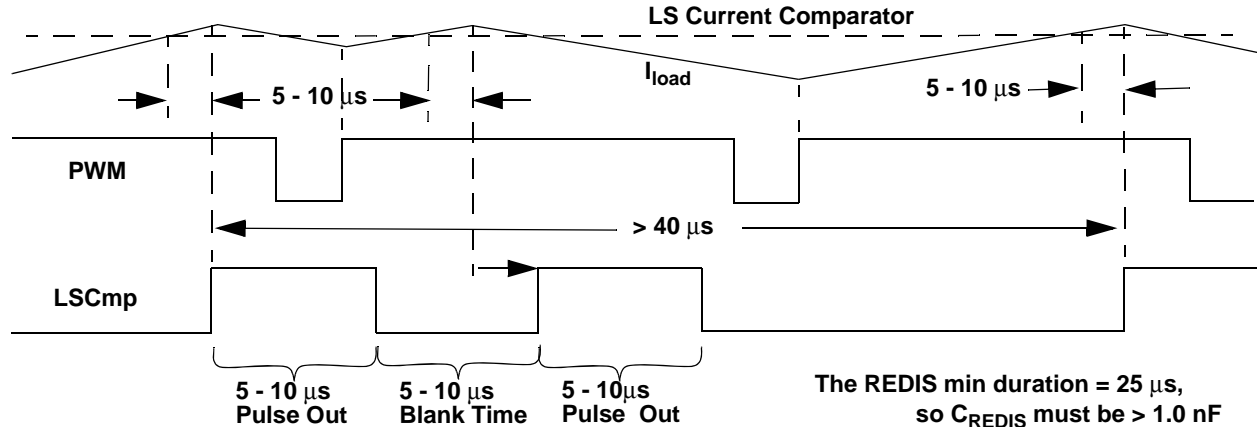 LS Current Comparator
I_load
5 - 10 μs
5 - 10 μs
PWM
> 40 μs
LSCmp
5 - 10 μs
Pulse Out
5 - 10 μs
Blank Time
5 - 10μs
Pulse Out
The REDIS min duration = 25 μs,
so C_REDIS must be > 1.0 nF